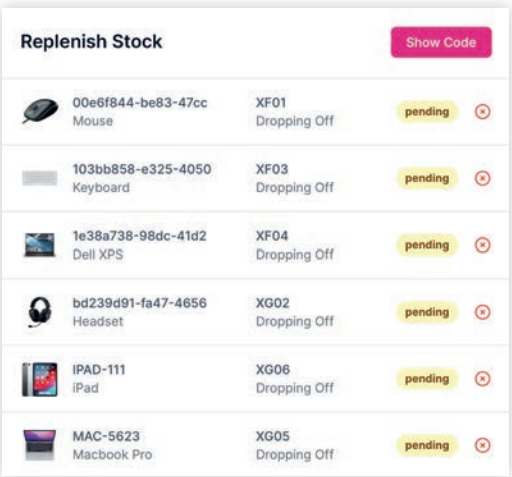 Replenish Stock
Show Code
00e6f844-be83-47cc
Mouse
XF01
Dropping Off
pending
103bb858-e325-4050
Keyboard
XF03
Dropping Off
pending
1e38a738-98dc-41d2
Dell XPS
XF04
Dropping Off
pending
bd239d91-fa47-4656
Headset
XG02
Dropping Off
pending
IPAD-111
iPad
XG06
Dropping Off
pending
MAC-5623
Macbook Pro
XG05
Dropping Off
pending